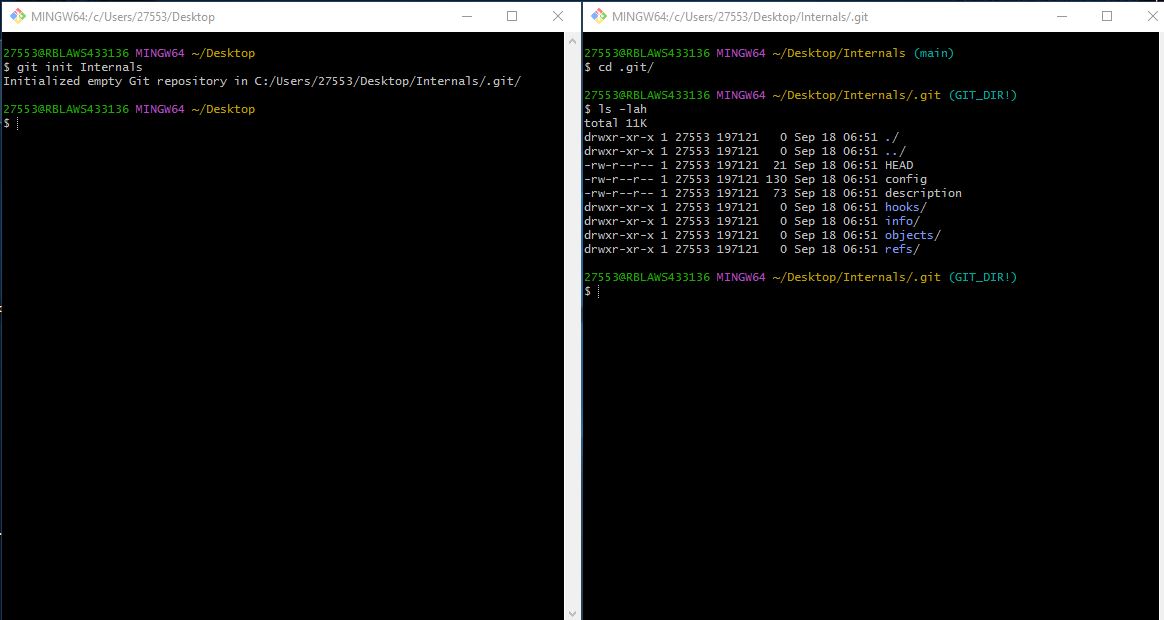 MINGW64:/c/Users/27553/Desktop
27553@RBLAWS433136 MINGW64 ~/Desktop
$ git init Internals
Initialized empty Git repository in C:/Users/27553/Desktop/Internals/.git/
27553@RBLAWS433136 MINGW64 ~/Desktop
$
MINGW64:/c/Users/27553/Desktop/Internals/.git
27553@RBLAWS433136 MINGW64 ~/Desktop/Internals (main)
$ cd .git/
27553@RBLAWS433136 MINGW64 ~/Desktop/Internals/.git (GIT_DIR!)
$ ls -lah
total 11K
drwxr-xr-x 1 27553 197121   0 Sep 18 06:51 ./
drwxr-xr-x 1 27553 197121   0 Sep 18 06:51 ../
-rw-r--r-- 1 27553 197121  21 Sep 18 06:51 HEAD
-rw-r--r-- 1 27553 197121 130 Sep 18 06:51 config
-rw-r--r-- 1 27553 197121  73 Sep 18 06:51 description
drwxr-xr-x 1 27553 197121   0 Sep 18 06:51 hooks/
drwxr-xr-x 1 27553 197121   0 Sep 18 06:51 info/
drwxr-xr-x 1 27553 197121   0 Sep 18 06:51 objects/
drwxr-xr-x 1 27553 197121   0 Sep 18 06:51 refs/
27553@RBLAWS433136 MINGW64 ~/Desktop/Internals/.git (GIT_DIR!)
$